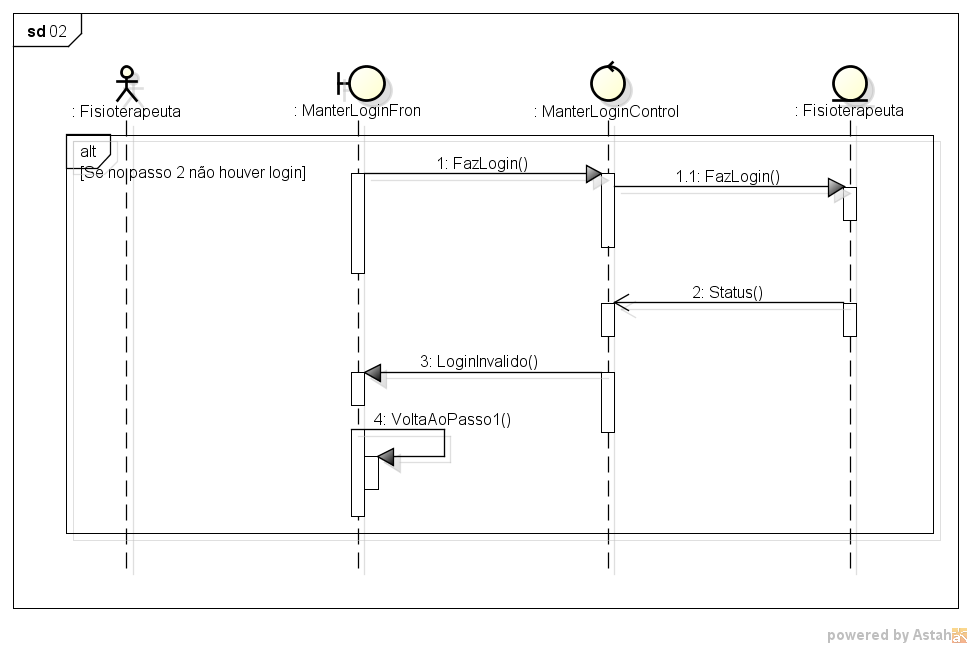 sd 02
: Fisioterapeuta
: ManterLoginFron
: ManterLoginControl
: Fisioterapeuta
alt
[Se no passo 2 não houver login]
1: FazLogin()
1.1: FazLogin()
2: Status()
3: LoginInvalido()
4: VoltaAoPasso1()
powered by Astah